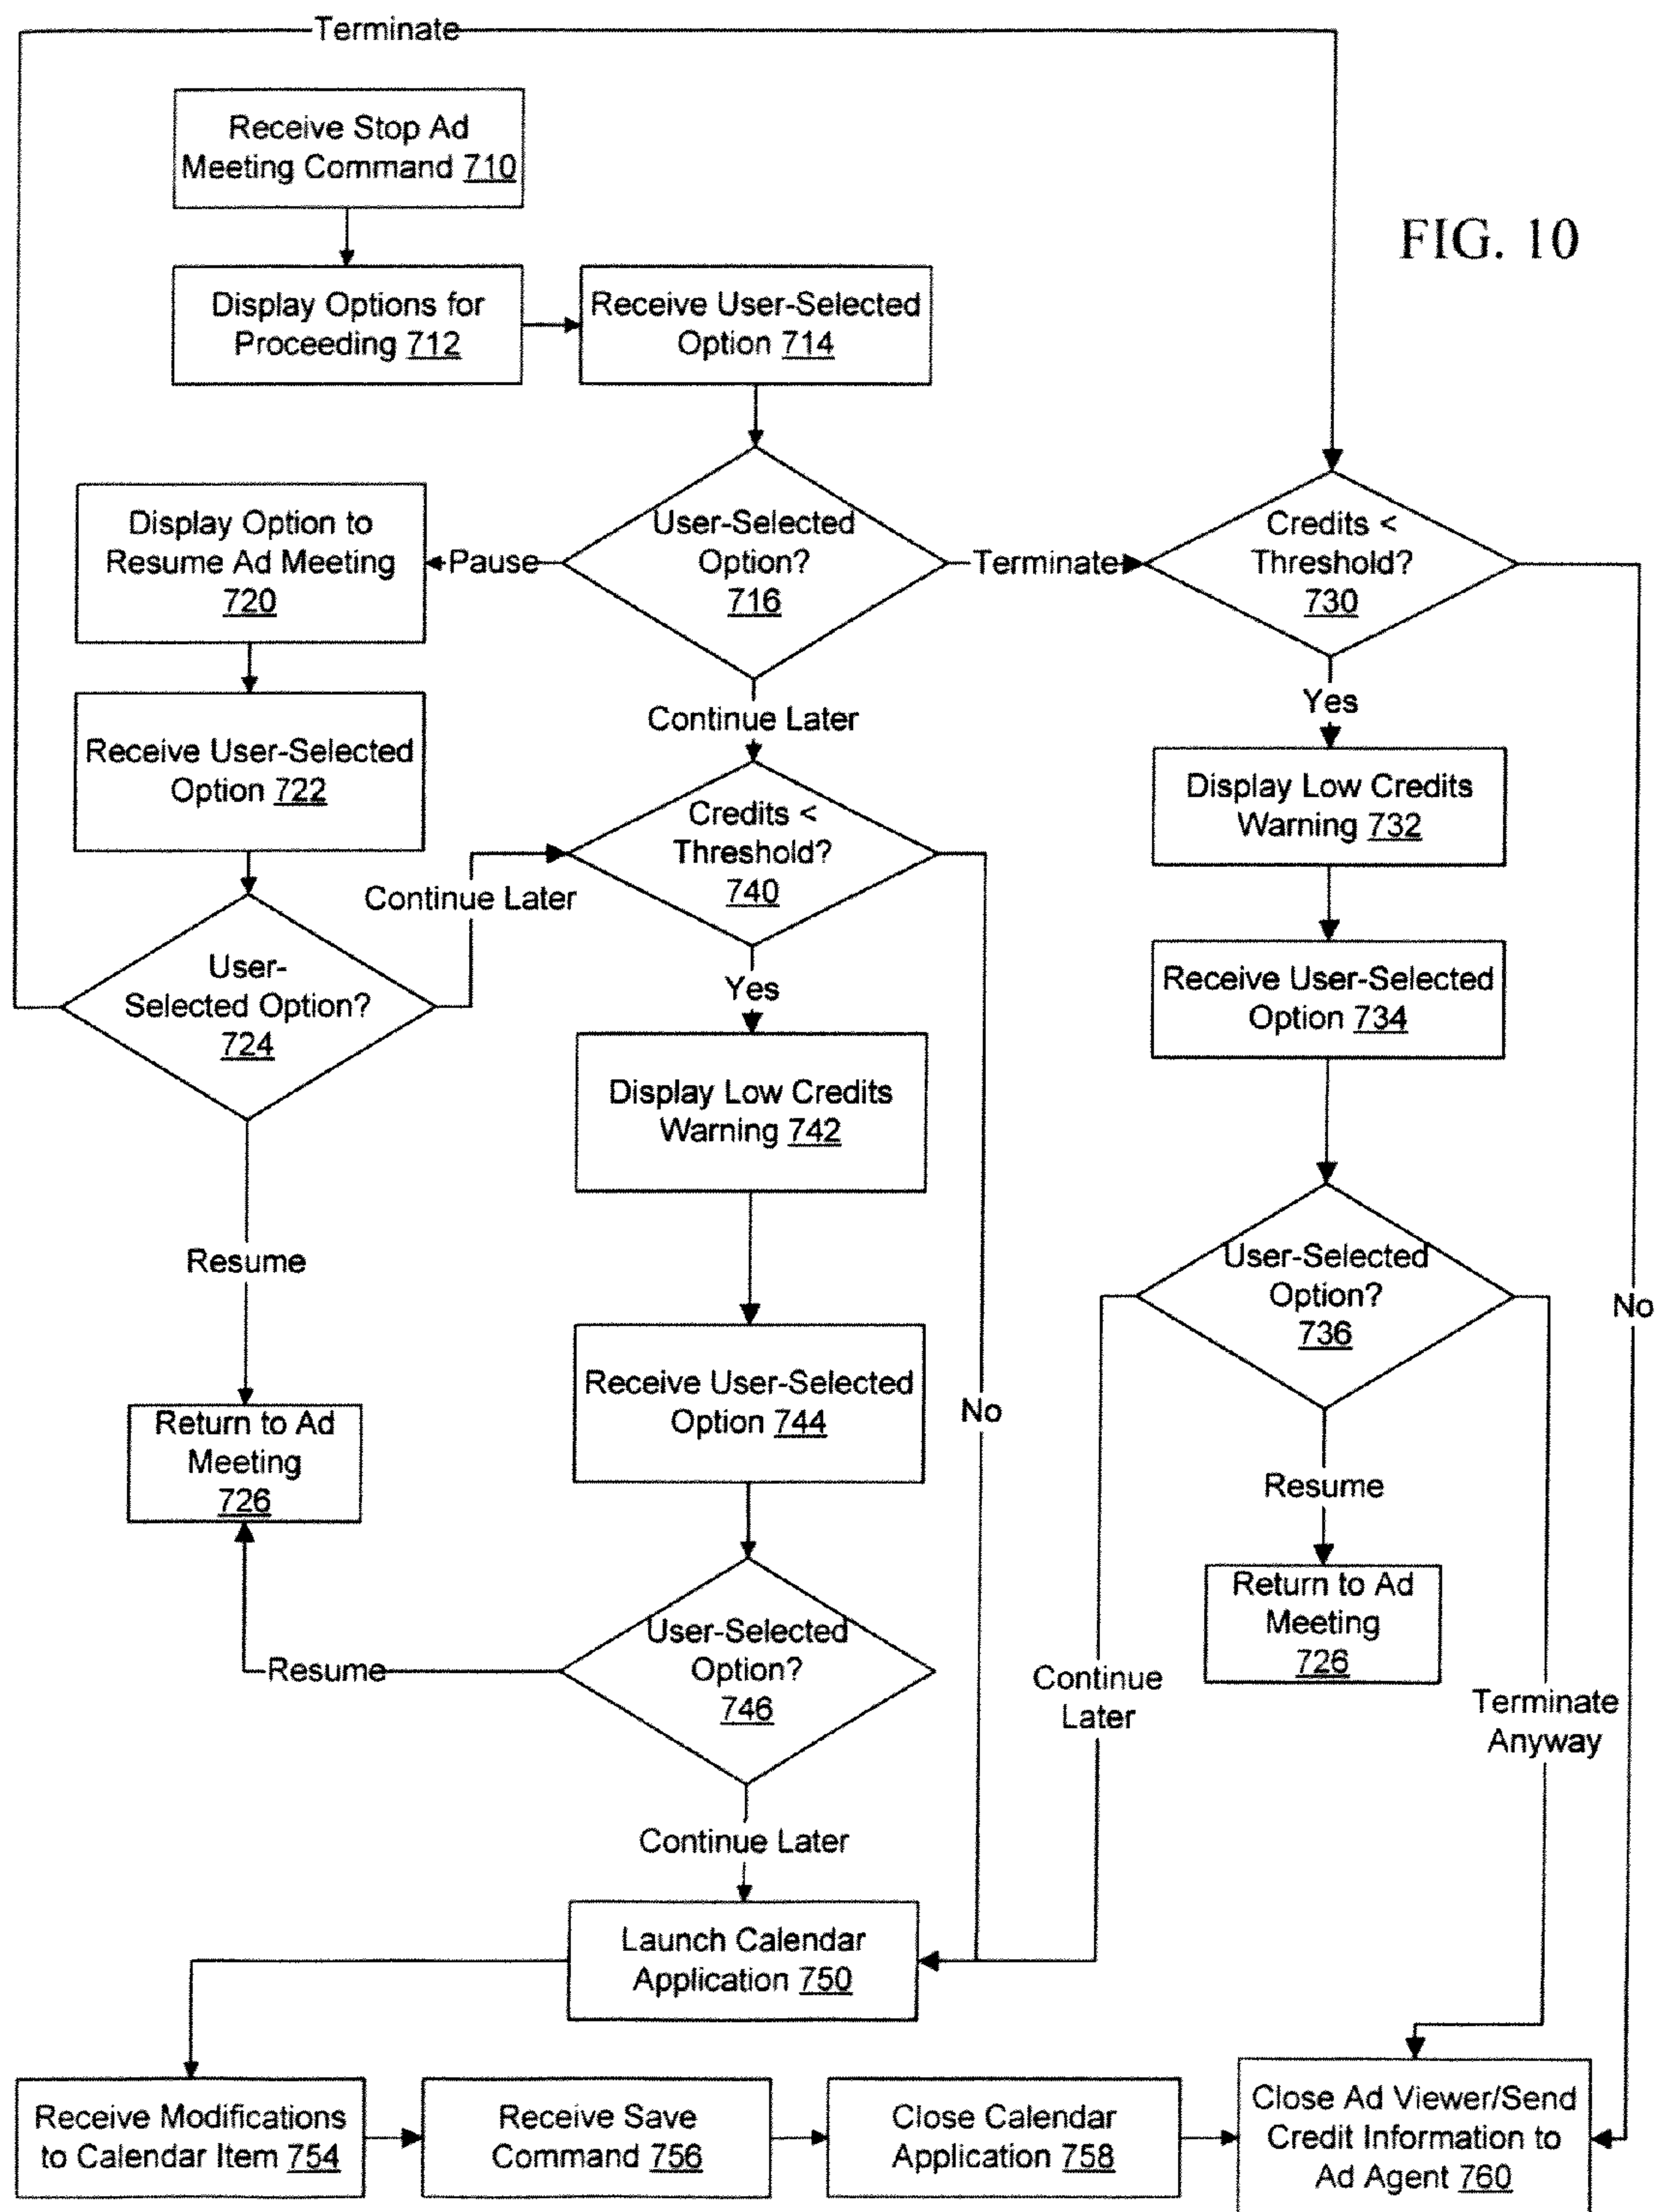 Terminate
Receive Stop Ad
Meeting Command 710
FIG. 10
Display Options for
Proceeding 712
Receive User-Selected
Option 714
Display Option to
Resume Ad Meeting
720
Pause
User-Selected
Option?
716
Terminate
Credits <
Threshold?
730
Continue Later
Yes
Receive User-Selected
Option 722
Credits <
Threshold?
740
Display Low Credits
Warning 732
Continue Later
User-
Selected Option?
724
Yes
Receive User-Selected
Option 734
Display Low Credits
Warning 742
Resume
User-Selected
Option?
736
No
Receive User-Selected
Option 744
No
Return to Ad
Meeting
726
Resume
Return to Ad
Meeting
726
User-Selected
Option?
746
Resume
Continue
Later
Terminate
Anyway
Continue Later
Launch Calendar
Application 750
Receive Modifications
to Calendar Item 754
Receive Save
Command 756
Close Calendar
Application 758
Close Ad Viewer/Send
Credit Information to
Ad Agent 760